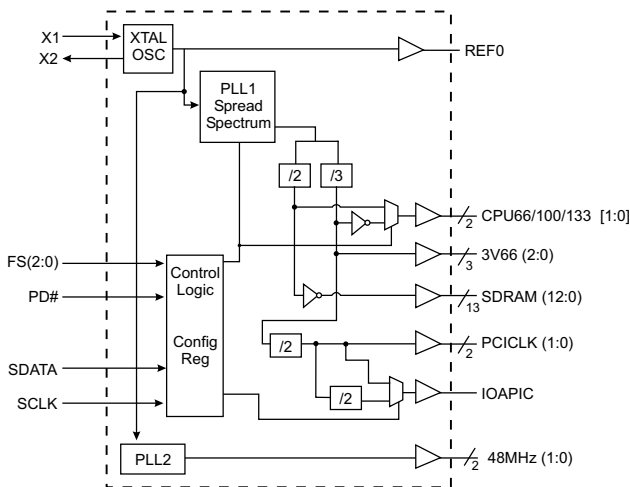 X1
X2
XTAL
OSC
REF0
PLL1
Spread
Spectrum
/2
/3
CPU66/100/133 [1:0]
2
FS(2:0)
Control
Logic
3V66 (2:0)
3
PD#
SDRAM (12:0)
13
Config
Reg
/2
PCICLK (1:0)
2
SDATA
/2
IOAPIC
SCLK
PLL2
48MHz (1:0)
2